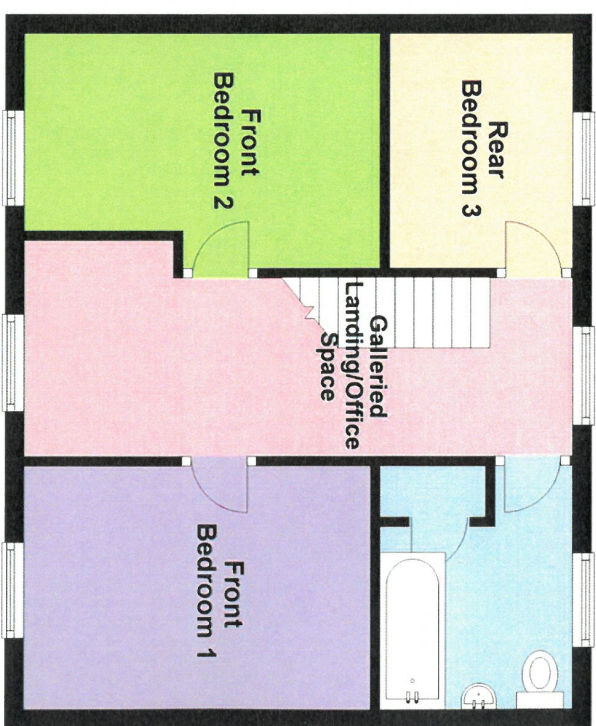 Rear
Bedroom 3
Front
Bedroom 2
Galleried
Landing/Office
Space
Front
Bedroom 1